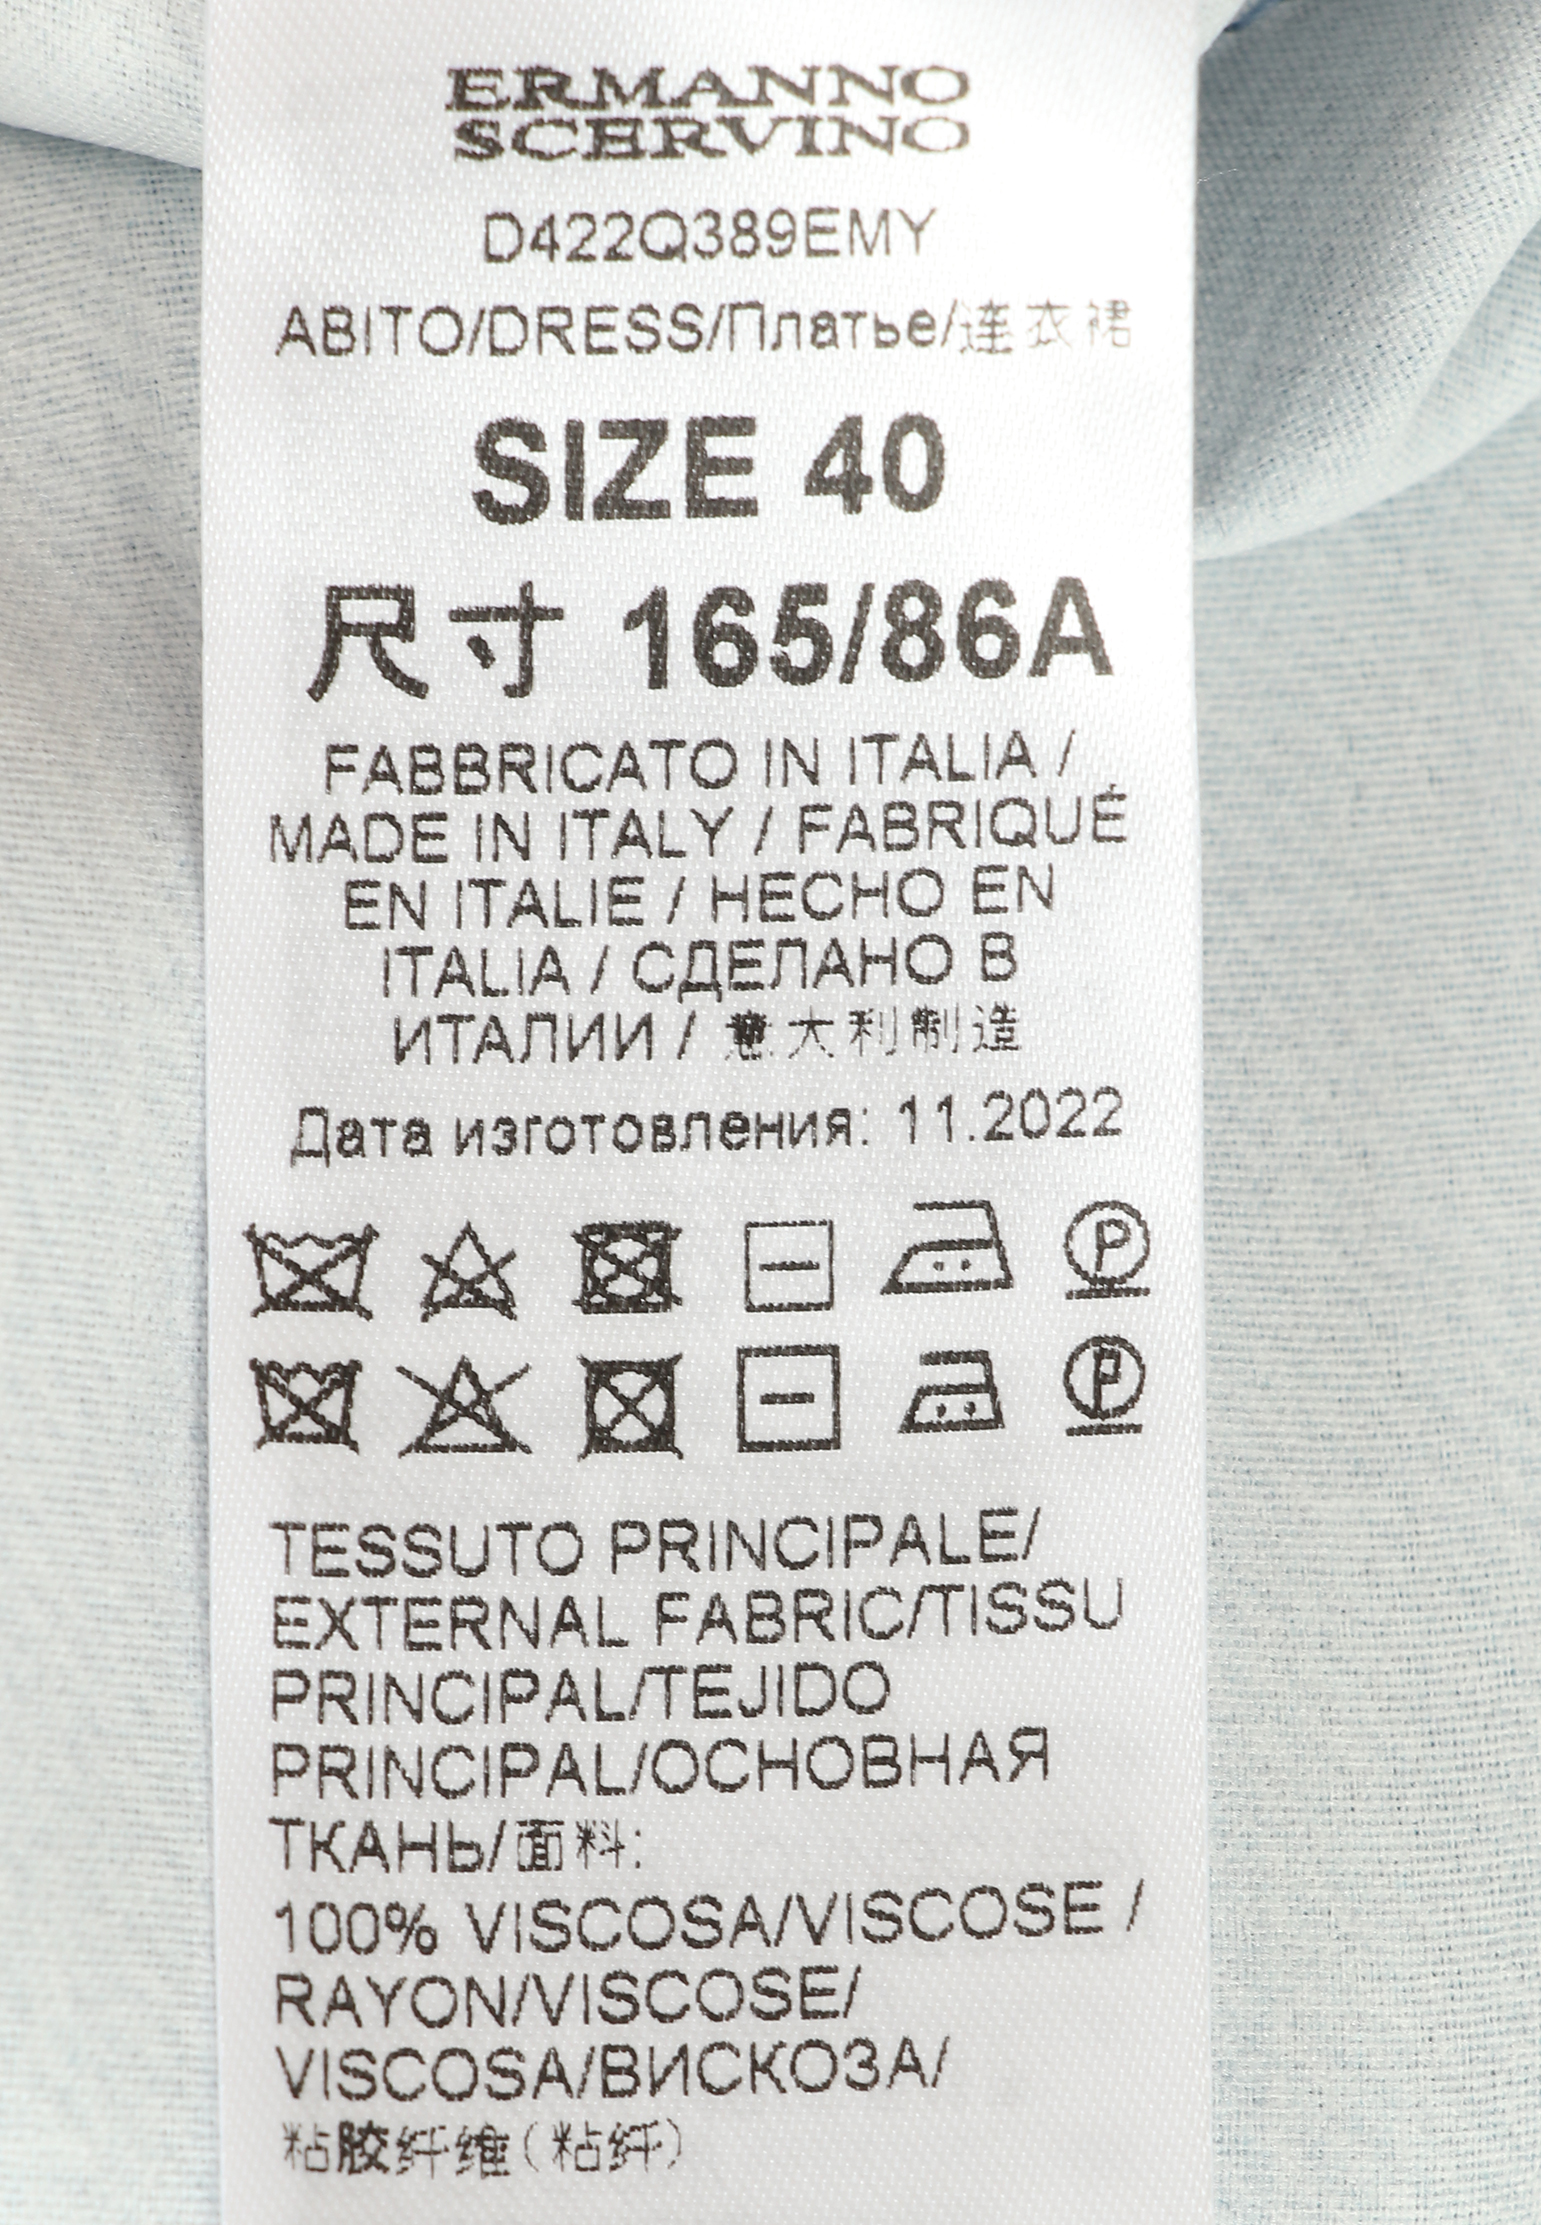 ERMANNO
SCERVINO
D422Q389EMY
ABITO/DRESS/Платье/连衣裙
SIZE 40
尺寸 165/86A
FABBRICATO IN ITALIA /
MADE IN ITALY / FABRIQUÉ
EN ITALIE / HECHO EN
ITALIA / СДЕЛАНО В
ИТАЛИИ / 意大利制造
Дата изготовления: 11.2022
P
P
TESSUTO PRINCIPALE/
EXTERNAL FABRIC/TISSU
PRINCIPAL/TEJIDO
PRINCIPAL/ОСНОВНАЯ
ТКАНЬ/面料:
100% VISCOSA/VISCOSE /
RAYON/VISCOSE/
VISCOSA/ВИСКОЗА/
粘胶纤维(粘纤)